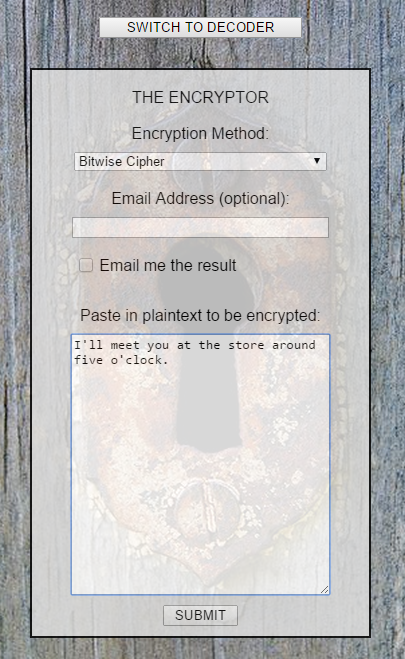 SWITCH TO DECODER
THE ENCRYPTOR
Encryption Method:
Bitwise Cipher
Email Address (optional):
Email me the result
Paste in plaintext to be encrypted:
I'll meet you at the store around
five o'clock.
SUBMIT